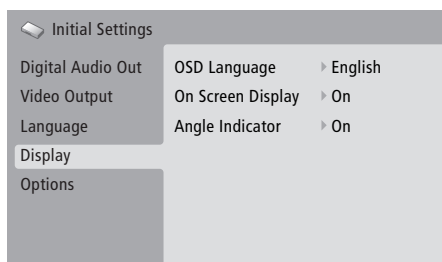 Initial Settings
Digital Audio Out
Video Output
Language
Display
Options
OSD Language English
On Screen Display On
Angle Indicator On